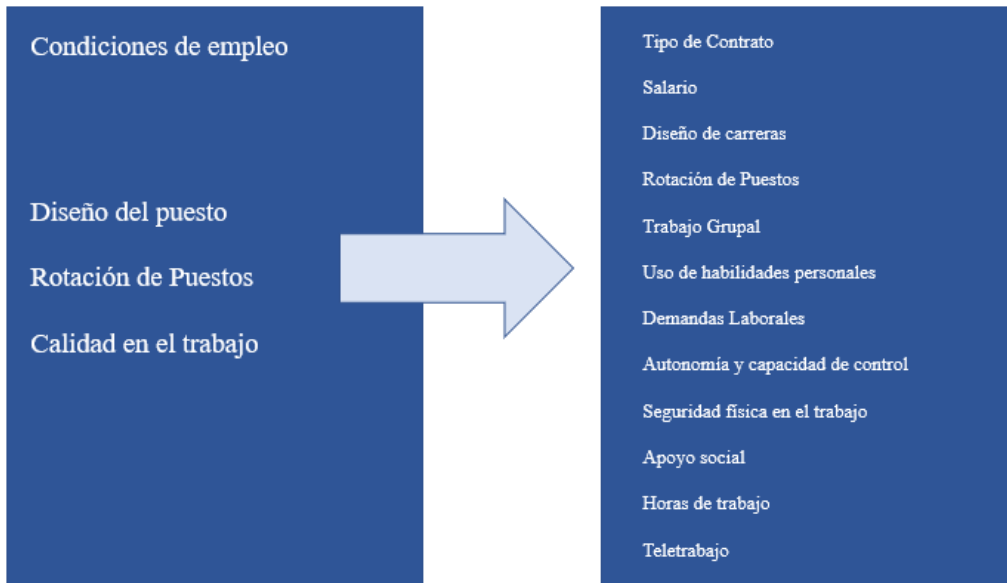 Condiciones de empleo
Diseño del puesto
Rotación de Puestos
Calidad en el trabajo
Tipo de Contrato
Salario
Diseño de carreras
Rotación de Puestos
Trabajo Grupal
Uso de habilidades personales
Demandas Laborales
Autonomía y capacidad de control
Seguridad física en el trabajo
Apoyo social
Horas de trabajo
Teletrabajo